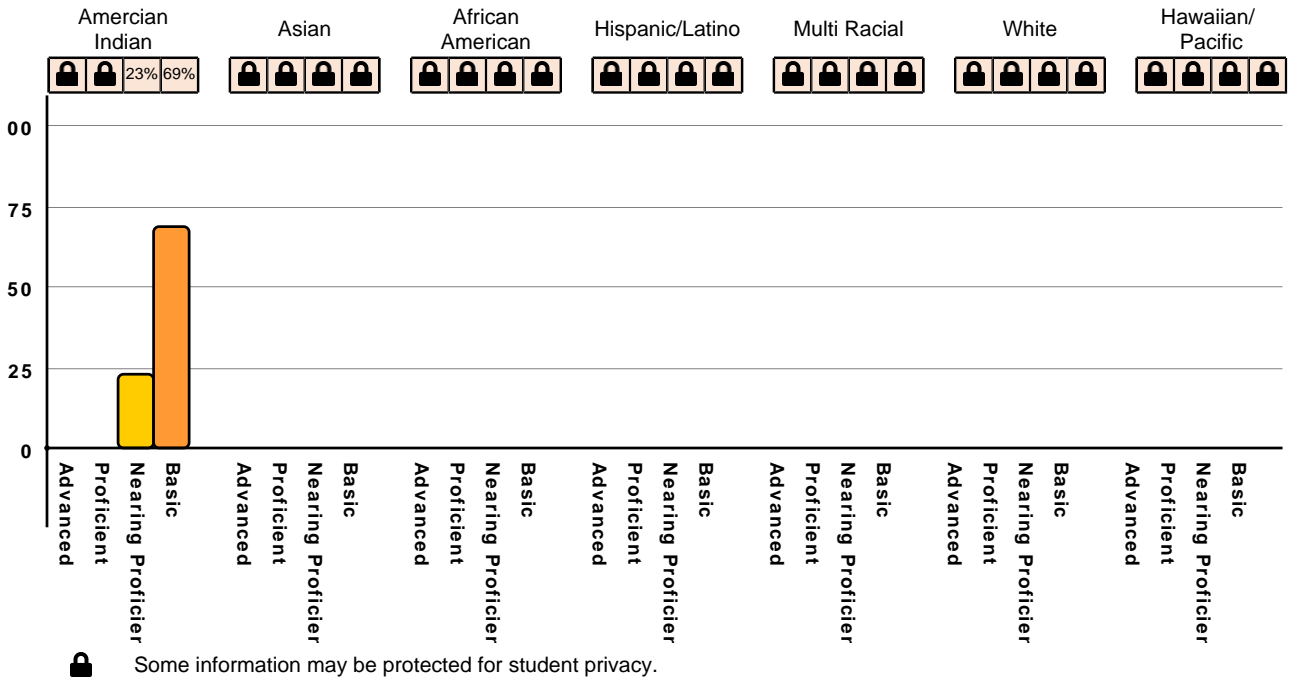 Amercian
Indian
Asian
African
American
Hispanic/Latino
Multi Racial
White
Hawaiian/
Pacific
23% 69%
00
75
50
25
0
Advanced
Proficient
Nearing Proficier
Basic
Advanced
Proficient
Nearing Proficier
Basic
Advanced
Proficient
Nearing Proficier
Basic
Advanced
Proficient
Nearing Proficier
Basic
Advanced
Proficient
Nearing Proficier
Basic
Advanced
Proficient
Nearing Proficier
Basic
Advanced
Proficient
Nearing Proficier
Basic
Some information may be protected for student privacy.